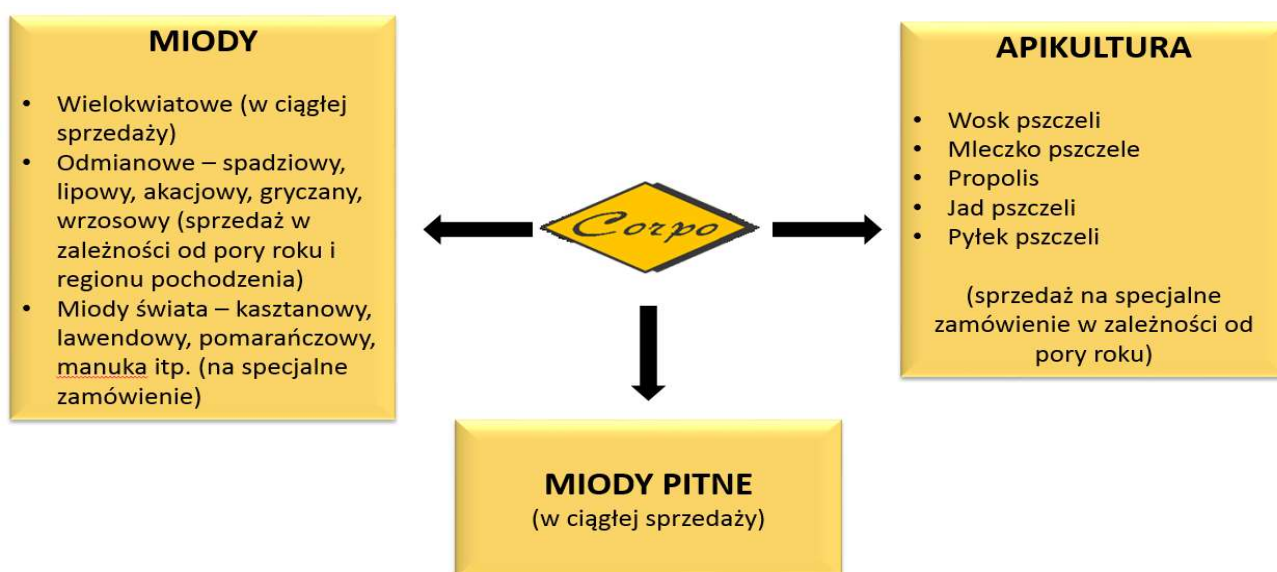 MIODY
• Wielokwiatowe (w ciągłej
sprzedaży)
• Odmianowe – spadziowy,
lipowy, akacjowy, gryczany,
wrzosowy (sprzedaż w
zależności od pory roku i
regionu pochodzenia)
• Miody świata – kasztanowy,
lawendowy, pomarańczowy,
manuka itp. (na specjalne
zamówienie)
Corpo
APIKULTURA
• Wosk pszczeli
• Mleczko pszczele
• Propolis
• Jad pszczeli
• Pyłek pszczeli
(sprzedaż na specjalne
zamówienie w zależności od
pory roku)
MIODY PITNE
(w ciągłej sprzedaży)